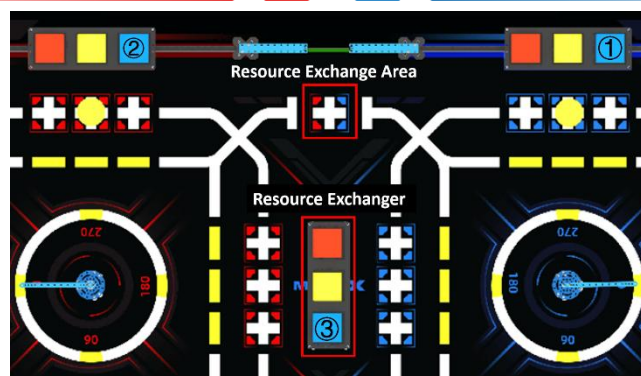 ② ①
Resource Exchange Area
Resource Exchanger
270 270
180 180
③
90 90